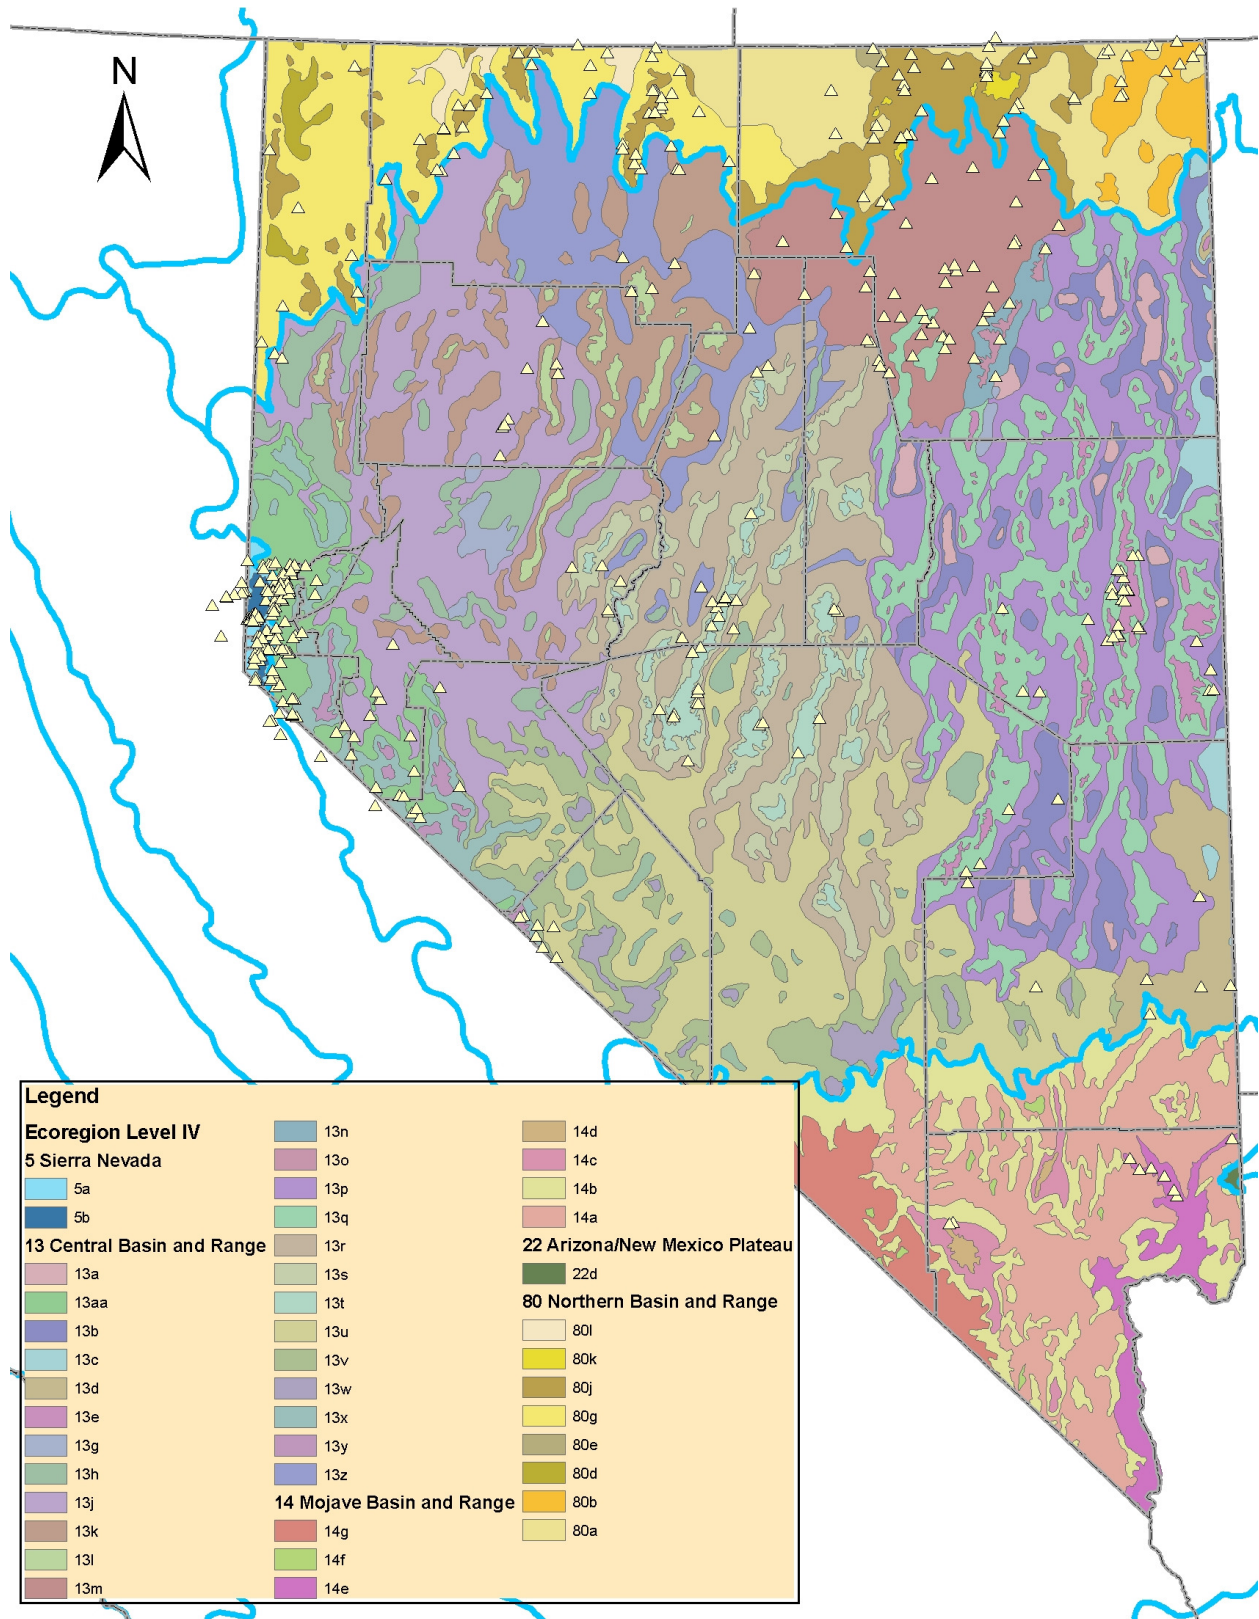 N
Legend
Ecoregion Level IV
5 Sierra Nevada
5a
5b
13 Central Basin and Range
13a
13aa
13b
13c
13d
13e
13g
13h
13j
13k
13l
13m
13n
13o
13p
13q
13r
13s
13t
13u
13v
13w
13x
13y
13z
14 Mojave Basin and Range
14g
14f
14e
14d
14c
14b
14a
22 Arizona/New Mexico Plateau
22d
80 Northern Basin and Range
80l
80k
80j
80g
80e
80d
80b
80a